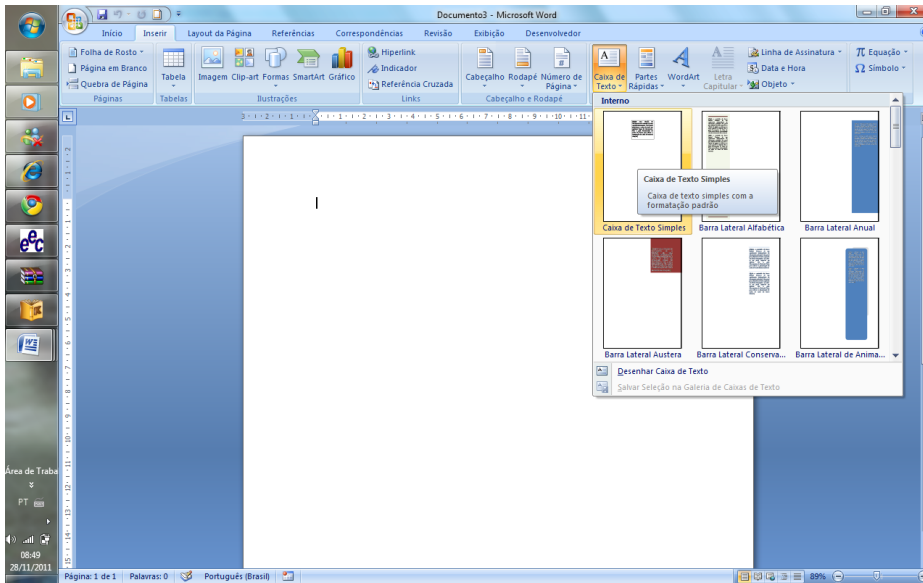 Documento3 - Microsoft Word
Início Inserir Layout da Página Referências Correspondências Revisão Exibição Desenvolvedor
Folha de Rosto
Página em Branco
Quebra de Página
Páginas
Tabela
Tabelas
Imagem Clip-art Formas SmartArt Gráfico
Ilustrações
Hiperlink
Indicador
Referência Cruzada
Links
Cabeçalho Rodapé Número de Página
Cabeçalho e Rodapé
Caixa de Texto
Partes Rápidas
WordArt
Letra Capitular
Linha de Assinatura
Data e Hora
Objeto
π Equação
Ω Símbolo
Interno
Caixa de Texto Simples
Caixa de texto simples com a
formatação padrão
Caixa de Texto Simples Barra Lateral Alfabética Barra Lateral Anual
Barra Lateral Austera Barra Lateral Conserva... Barra Lateral de Anima...
Desenhar Caixa de Texto
Salvar Seleção na Galeria de Caixas de Texto
Área de Traba
PT
08:49
28/11/2011
Página: 1 de 1 Palavras: 0 Português (Brasil) 89%